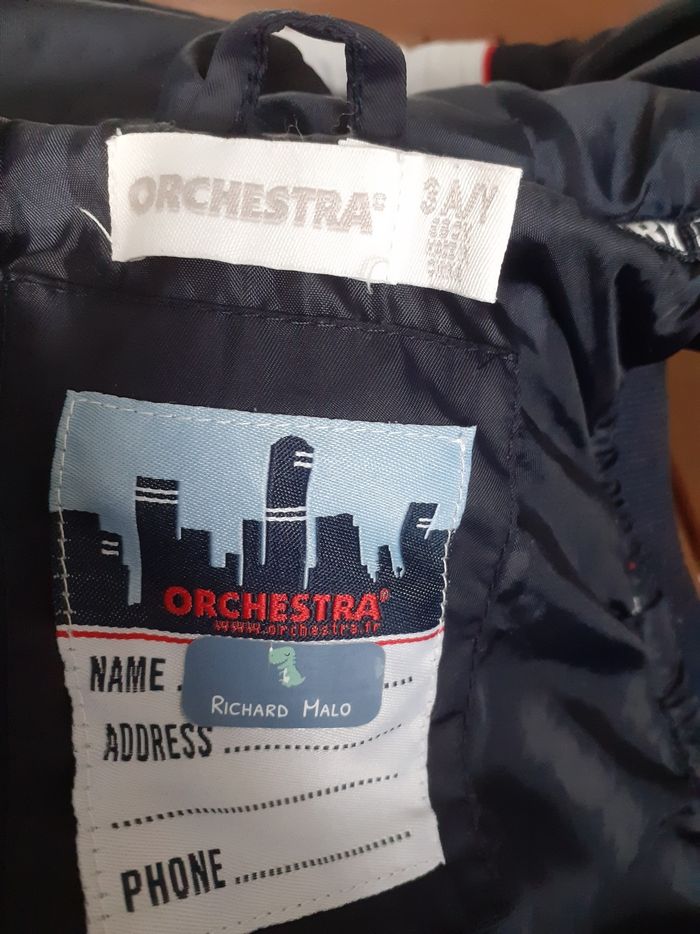 ORCHESTRA®
3 A/Y
ORCHESTRA®
www.orchestra.fr
NAME
RICHARD MALO
ADDRESS
PHONE